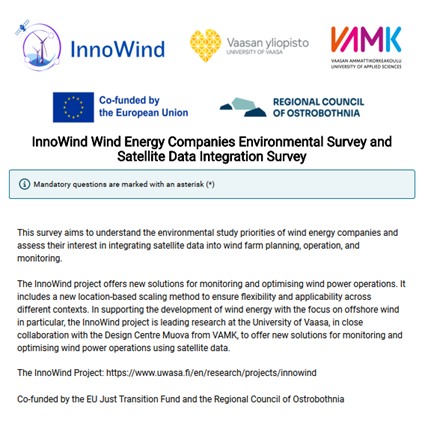 InnoWind
Vaasan yliopisto
UNIVERSITY OF VAASA
VAMK
VAASAN AMMATTIKORKEAKOULU
UNIVERSITY OF APPLIED SCIENCES
Co-funded by
the European Union
REGIONAL COUNCIL
OF OSTROBOTHNIA
InnoWind Wind Energy Companies Environmental Survey and
Satellite Data Integration Survey
Mandatory questions are marked with an asterisk (*)
This survey aims to understand the environmental study priorities of wind energy companies and
assess their interest in integrating satellite data into wind farm planning, operation, and
monitoring.
The InnoWind project offers new solutions for monitoring and optimising wind power operations. It
includes a new location-based scaling method to ensure flexibility and applicability across
different contexts. In supporting the development of wind energy with the focus on offshore wind
in particular, the InnoWind project is leading research at the University of Vaasa, in close
collaboration with the Design Centre Muova from VAMK, to offer new solutions for monitoring and
optimising wind power operations using satellite data.
The InnoWind Project: https://www.uwasa.fi/en/research/projects/innowind
Co-funded by the EU Just Transition Fund and the Regional Council of Ostrobothnia